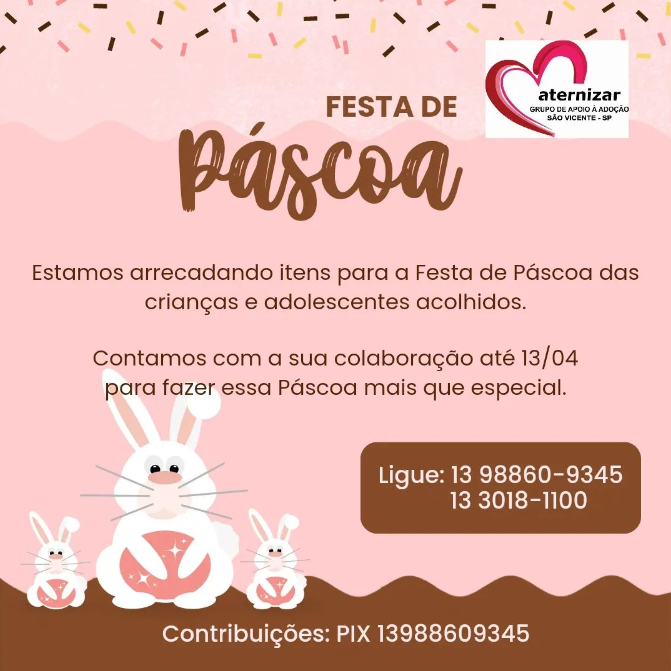 aternizar
GRUPO DE APOIO À ADOÇÃO
SÃO VICENTE - SP
FESTA DE
Páscoa
Estamos arrecadando itens para a Festa de Páscoa das
crianças e adolescentes acolhidos.
Contamos com a sua colaboração até 13/04
para fazer essa Páscoa mais que especial.
Ligue: 13 98860-9345
13 3018-1100
Contribuições: PIX 13988609345